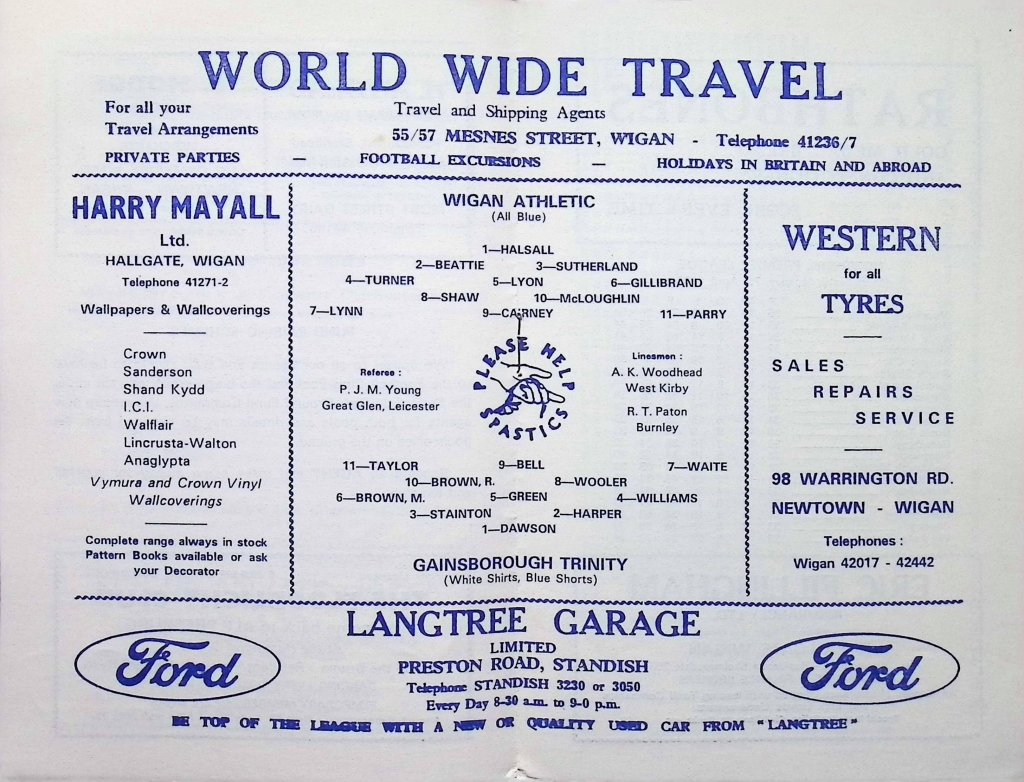 WORLD WIDE TRAVEL
For all your
Travel Arrangements
Travel and Shipping Agents
55/57 MESNES STREET, WIGAN - Telephone 41236/7
PRIVATE PARTIES — FOOTBALL EXCURSIONS — HOLIDAYS IN BRITAIN AND ABROAD
HARRY MAYALL
Ltd.
HALLGATE, WIGAN
Telephone 41271-2
Wallpapers & Wallcoverings
Crown
Sanderson
Shand Kydd
I.C.I.
Walflair
Lincrusta-Walton
Anaglypta
Vymura and Crown Vinyl
Wallcoverings
Complete range always in stock
Pattern Books available or ask
your Decorator
WIGAN ATHLETIC
(All Blue)
1—HALSALL
2—BEATTIE 3—SUTHERLAND
4—TURNER 5—LYON 6—GILLIBRAND
8—SHAW 10—McLOUGHLIN
7—LYNN 9—CAIRNEY 11—PARRY
Referee :
P. J. M. Young
Great Glen, Leicester
PLEASE HELP
SPASTICS
Linesmen :
A. K. Woodhead
West Kirby
R. T. Paton
Burnley
11—TAYLOR 9—BELL 7—WAITE
10—BROWN, R. 8—WOOLER
6—BROWN, M. 5—GREEN 4—WILLIAMS
3—STAINTON 2—HARPER
1—DAWSON
GAINSBOROUGH TRINITY
(White Shirts, Blue Shorts)
WESTERN
for all
TYRES
SALES
REPAIRS
SERVICE
98 WARRINGTON RD.
NEWTOWN - WIGAN
Telephones :
Wigan 42017 - 42442
Ford
LANGTREE GARAGE
LIMITED
PRESTON ROAD, STANDISH
Telephone STANDISH 3230 or 3050
Every Day 8-30 a.m. to 9-0 p.m.
Ford
BE TOP OF THE LEAGUE WITH A NEW OR QUALITY USED CAR FROM "LANGTREE"